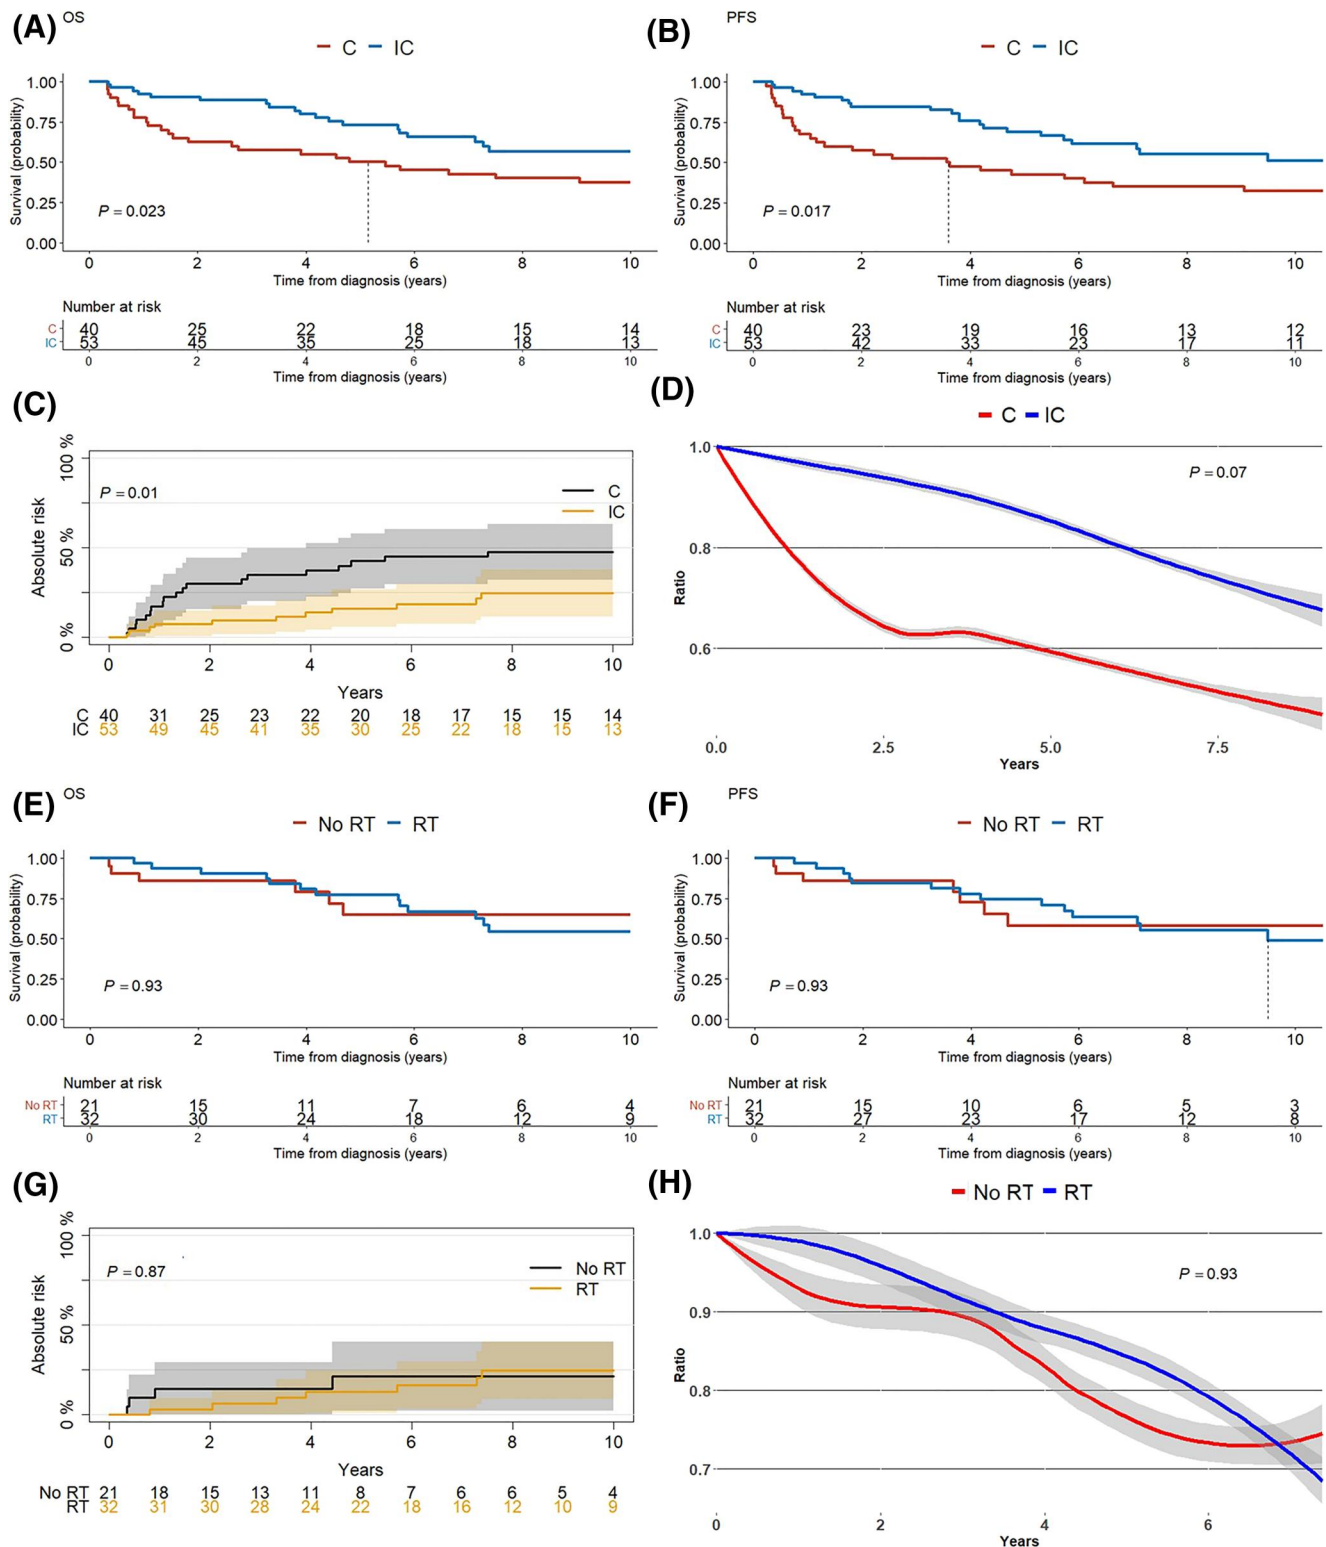 (A) OS
C IC
1.00
0.75
0.50
0.25
0.00
Survival (probability)
P = 0.023
0 2 4 6 8 10
Time from diagnosis (years)
Number at risk
C 40 25 22 18 15 14
IC 53 45 35 25 18 13
0 2 4 6 8 10
Time from diagnosis (years)
(B) PFS
C IC
1.00
0.75
0.50
0.25
0.00
Survival (probability)
P = 0.017
0 2 4 6 8 10
Time from diagnosis (years)
Number at risk
C 40 23 19 16 13 12
IC 53 42 33 23 17 11
0 2 4 6 8 10
Time from diagnosis (years)
(C)
100 %
50 %
0 %
Absolute risk
P = 0.01
C
IC
0 2 4 6 8 10
Years
IC 40 31 25 23 22 20 18 17 15 15 14
IC 53 49 45 41 35 30 25 22 18 15 13
(D)
C IC
1.0
0.8
0.6
Ratio
P = 0.07
0.0 2.5 5.0 7.5
Years
(E) OS
No RT RT
1.00
0.75
0.50
0.25
0.00
Survival (probability)
P = 0.93
0 2 4 6 8 10
Time from diagnosis (years)
Number at risk
No RT 21 15 11 7 6 4
RT 32 30 24 18 12 9
0 2 4 6 8 10
Time from diagnosis (years)
(F) PFS
No RT RT
1.00
0.75
0.50
0.25
0.00
Survival (probability)
P = 0.93
0 2 4 6 8 10
Time from diagnosis (years)
Number at risk
No RT 21 15 10 6 5 3
RT 32 27 23 17 12 8
0 2 4 6 8 10
Time from diagnosis (years)
(G)
100 %
50 %
0 %
Absolute risk
P = 0.87
No RT
RT
0 2 4 6 8 10
Years
No RT 21 18 15 13 11 8 7 6 6 5 4
RT 32 31 30 28 24 22 18 16 12 10 9
(H)
No RT RT
1.0
0.9
0.8
0.7
Ratio
P = 0.93
0 2 4 6
Years